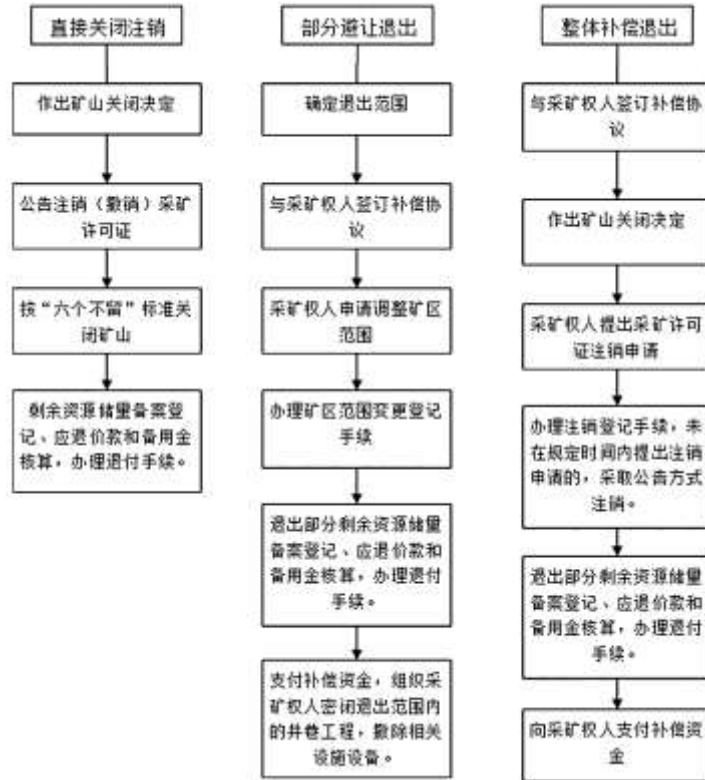 直接关闭注销
作出矿山关闭决定
公告注销（撤销）采矿
许可证
按“六个不留”标准关
闭矿山
剩余资源储量备案登
记、应退价款和备用金
核算，办理退付手续。
部分避让退出
确定退出范围
与采矿权人签订补偿协
议
采矿权人申请调整矿区
范围
办理矿区范围变更登记
手续
退出部分剩余资源储量
备案登记、应退价款和
备用金核算，办理退付
手续。
支付补偿资金，组织采
矿权人密闭退出范围内
的井巷工程，撤除相关
设施设备。
整体补偿退出
与采矿权人签订补偿协
议
作出矿山关闭决定
采矿权人提出采矿许可
证注销申请
办理注销登记手续，未
在规定时间内提出注销
申请的，采取公告方式
注销。
退出部分剩余资源储量
备案登记、应退价款和
备用金核算，办理退付
手续。
向采矿权人支付补偿资
金